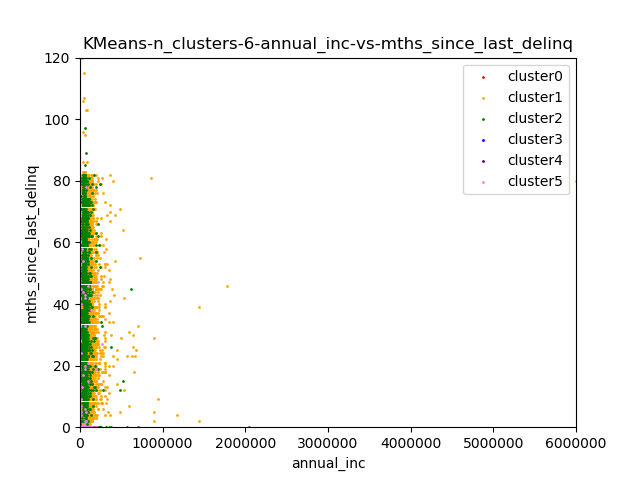 KMeans-n_clusters-6-annual_inc-vs-mths_since_last_delinq
120
100
80
60
40
20
0
mths_since_last_delinq
cluster0
cluster1
cluster2
cluster3
cluster4
cluster5
0 1000000 2000000 3000000 4000000 5000000 6000000
annual_inc